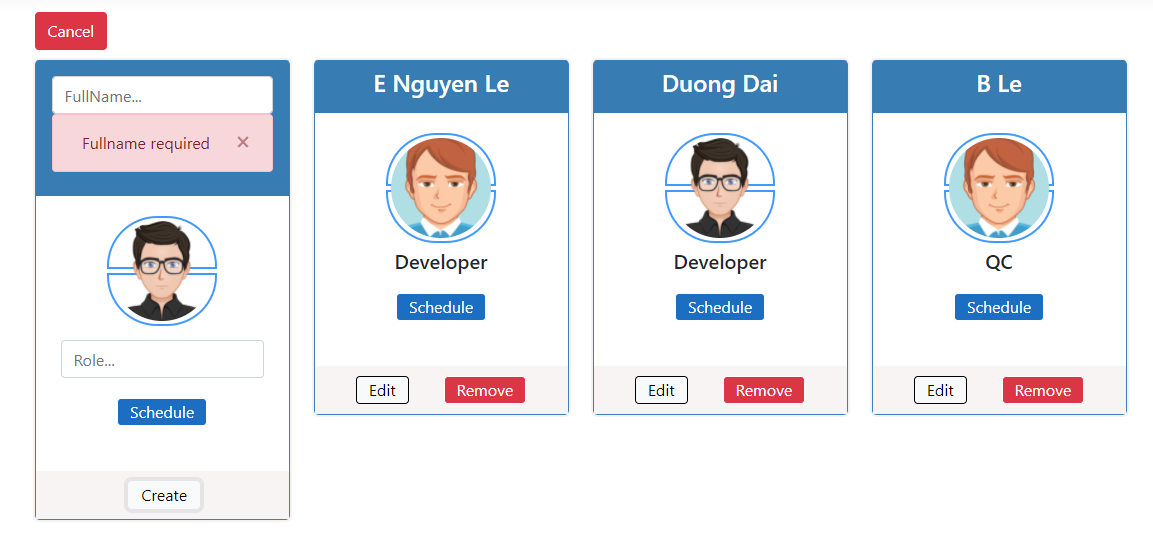 Cancel
FullName...
Fullname required ×
Role...
Schedule
Create
E Nguyen Le
Developer
Schedule
Edit Remove
Duong Dai
Developer
Schedule
Edit Remove
B Le
QC
Schedule
Edit Remove